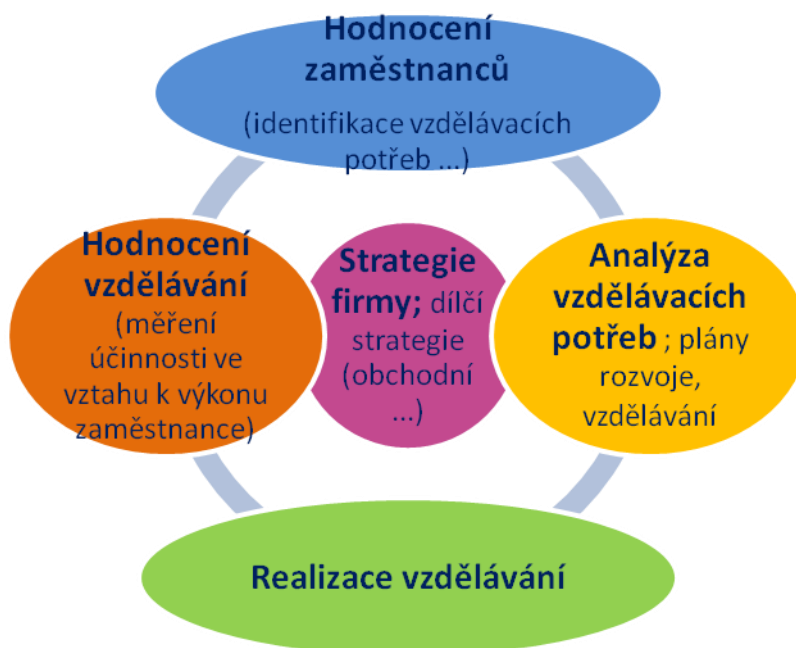 Hodnocení
zaměstnanců
(identifikace vzdělávacích
potřeb ...)
Hodnocení
vzdělávání
(měření
účinnosti ve
vztahu k výkonu
zaměstnance)
Strategie
firmy; dílčí
strategie
(obchodní
...)
Analýza
vzdělávacích
potřeb ; plány
rozvoje,
vzdělávání
Realizace vzdělávání